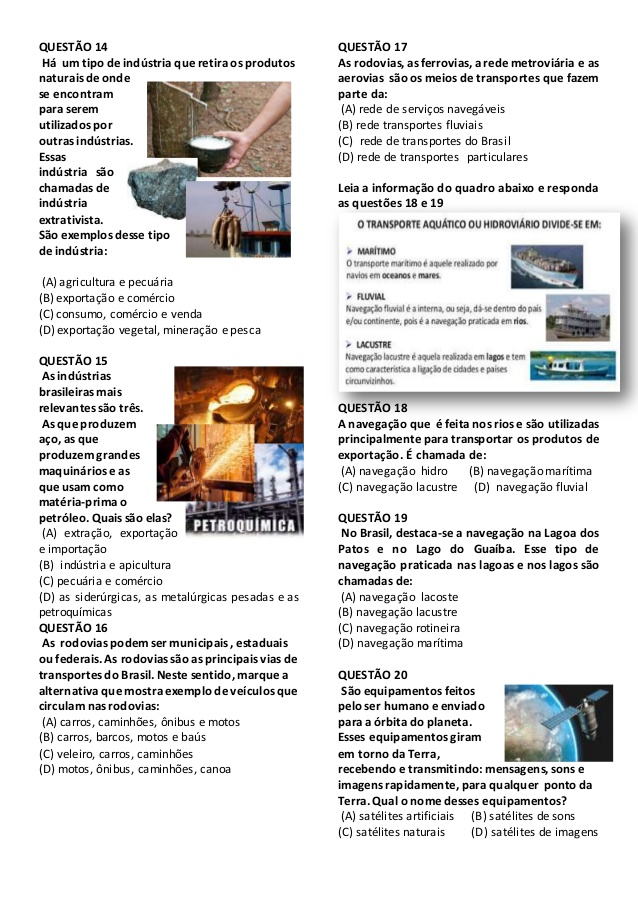 QUESTÃO 14
Há um tipo de indústria que retira os produtos
naturais de onde
se encontram
para serem
utilizados por
outras indústrias.
Essas
indústria são
chamadas de
indústria
extrativista.
São exemplos desse tipo
de indústria:
(A) agricultura e pecuária
(B) exportação e comércio
(C) consumo, comércio e venda
(D) exportação vegetal, mineração e pesca
QUESTÃO 15
As indústrias
brasileiras mais
relevantes são três.
As que produzem
aço, as que
produzem grandes
maquinários e as
que usam como
matéria-prima o
petróleo. Quais são elas?
PETROQUÍMICA
(A) extração, exportação
e importação
(B) indústria e apicultura
(C) pecuária e comércio
(D) as siderúrgicas, as metalúrgicas pesadas e as
petroquímicas
QUESTÃO 16
As rodovias podem ser municipais , estaduais
ou federais. As rodovias são as principais vias de
transportes do Brasil. Neste sentido, marque a
alternativa que mostra exemplo de veículos que
circulam nas rodovias:
(A) carros, caminhões, ônibus e motos
(B) carros, barcos, motos e baús
(C) veleiro, carros, caminhões
(D) motos, ônibus, caminhões, canoa
QUESTÃO 17
As rodovias, as ferrovias, a rede metroviária e as
aerovias são os meios de transportes que fazem
parte da:
(A) rede de serviços navegáveis
(B) rede transportes fluviais
(C) rede de transportes do Brasil
(D) rede de transportes particulares
Leia a informação do quadro abaixo e responda
as questões 18 e 19
O TRANSPORTE AQUÁTICO OU HIDROVIÁRIO DIVIDE-SE EM:
➢ MARÍTIMO
O transporte marítimo é aquele realizado por
navios em oceanos e mares.
➢ FLUVIAL
Navegação fluvial é a interna, ou seja, dá-se dentro do país
e/ou continente, pois é a navegação praticada em rios.
➢ LACUSTRE
Navegação lacustre é aquela realizada em lagos e tem
como característica a ligação de cidades e países
circunvizinhos.
QUESTÃO 18
A navegação que é feita nos rios e são utilizadas
principalmente para transportar os produtos de
exportação. É chamada de:
(A) navegação hidro (B) navegação marítima
(C) navegação lacustre (D) navegação fluvial
QUESTÃO 19
No Brasil, destaca-se a navegação na Lagoa dos
Patos e no Lago do Guaíba. Esse tipo de
navegação praticada nas lagoas e nos lagos são
chamadas de:
(A) navegação lacoste
(B) navegação lacustre
(C) navegação rotineira
(D) navegação marítima
QUESTÃO 20
São equipamentos feitos
pelo ser humano e enviado
para a órbita do planeta.
Esses equipamentos giram
em torno da Terra,
recebendo e transmitindo: mensagens, sons e
imagens rapidamente, para qualquer ponto da
Terra. Qual o nome desses equipamentos?
(A) satélites artificiais (B) satélites de sons
(C) satélites naturais (D) satélites de imagens